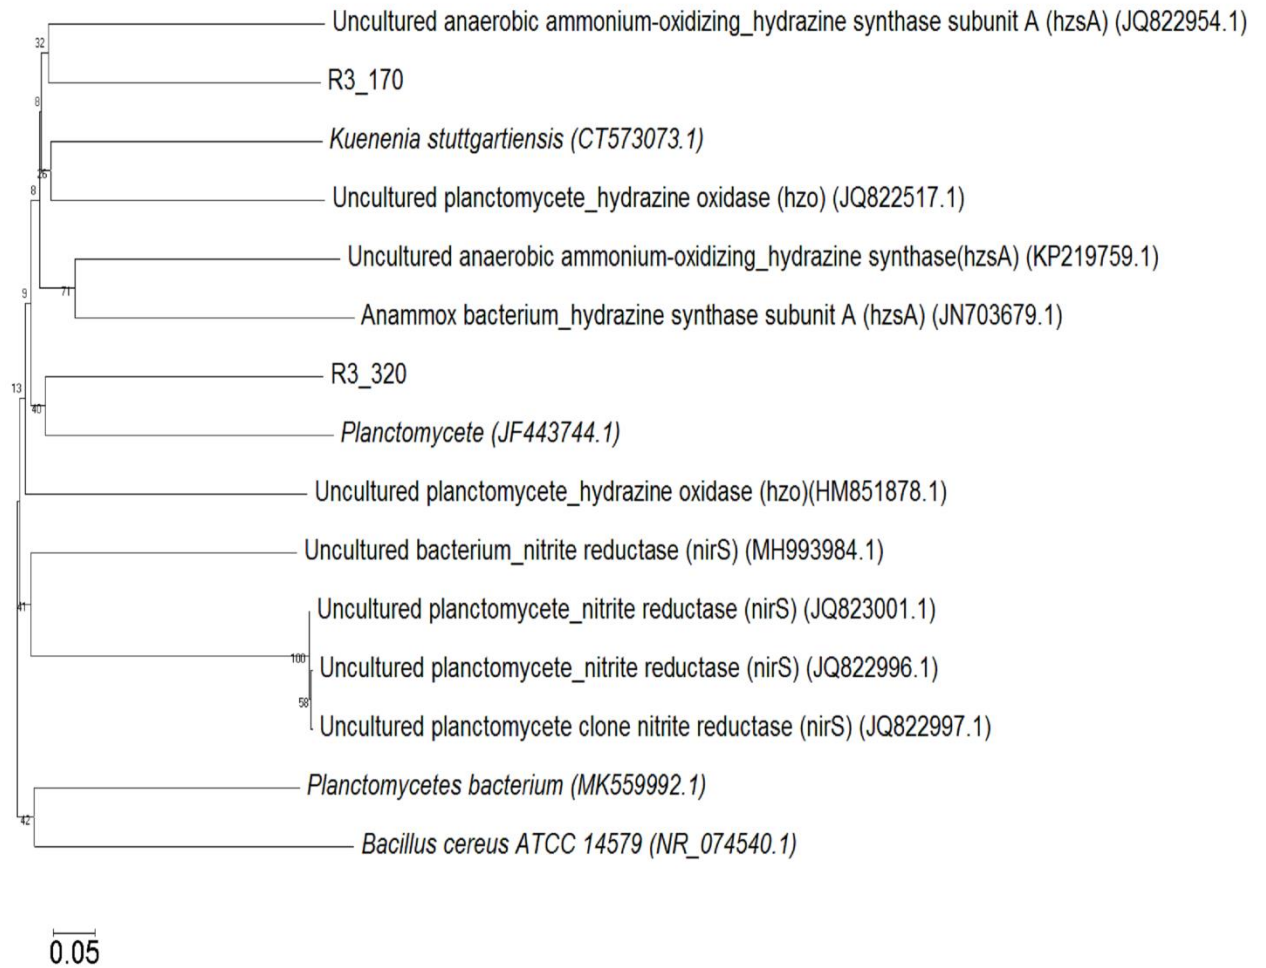 Uncultured anaerobic ammonium-oxidizing_hydrazine synthase subunit A (hzsA) (JQ822954.1)
32
R3_170
8
Kuenenia stuttgartiensis (CT573073.1)
26
8
Uncultured planctomycete_hydrazine oxidase (hzo) (JQ822517.1)
Uncultured anaerobic ammonium-oxidizing_hydrazine synthase(hzsA) (KP219759.1)
9
71
Anammox bacterium_hydrazine synthase subunit A (hzsA) (JN703679.1)
R3_320
13
40
Planctomycete (JF443744.1)
Uncultured planctomycete_hydrazine oxidase (hzo)(HM851878.1)
Uncultured bacterium_nitrite reductase (nirS) (MH993984.1)
41
Uncultured planctomycete_nitrite reductase (nirS) (JQ823001.1)
100
Uncultured planctomycete_nitrite reductase (nirS) (JQ822996.1)
58
Uncultured planctomycete clone nitrite reductase (nirS) (JQ822997.1)
Planctomycetes bacterium (MK559992.1)
42
Bacillus cereus ATCC 14579 (NR_074540.1)
0.05